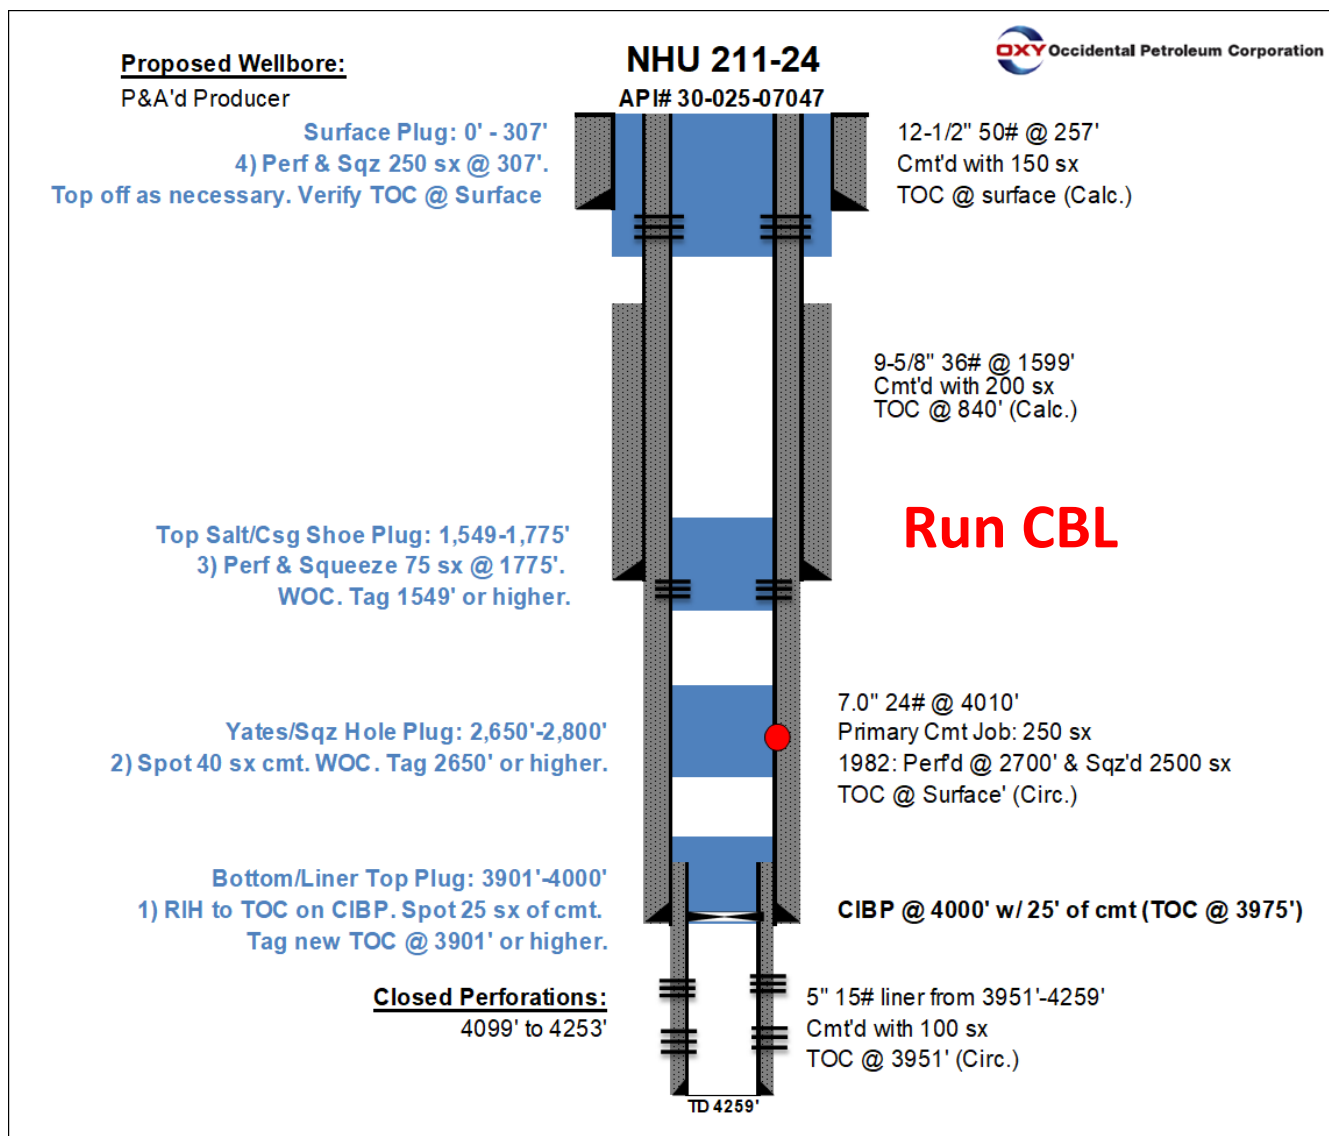 NHU 211-24
API# 30-025-07047
OXY Occidental Petroleum Corporation
Proposed Wellbore:
P&A'd Producer
Surface Plug: 0' - 307'
4) Perf & Sqz 250 sx @ 307'.
Top off as necessary. Verify TOC @ Surface
12-1/2" 50# @ 257'
Cmt'd with 150 sx
TOC @ surface (Calc.)
9-5/8" 36# @ 1599'
Cmt'd with 200 sx
TOC @ 840' (Calc.)
Run CBL
Top Salt/Csg Shoe Plug: 1,549-1,775'
3) Perf & Squeeze 75 sx @ 1775'.
WOC. Tag 1549' or higher.
Yates/Sqz Hole Plug: 2,650'-2,800'
2) Spot 40 sx cmt. WOC. Tag 2650' or higher.
7.0" 24# @ 4010'
Primary Cmt Job: 250 sx
1982: Perf'd @ 2700' & Sqz'd 2500 sx
TOC @ Surface' (Circ.)
Bottom/Liner Top Plug: 3901'-4000'
1) RIH to TOC on CIBP. Spot 25 sx of cmt.
Tag new TOC @ 3901' or higher.
CIBP @ 4000' w/ 25' of cmt (TOC @ 3975')
Closed Perforations:
4099' to 4253'
5" 15# liner from 3951'-4259'
Cmt'd with 100 sx
TOC @ 3951' (Circ.)
TD 4259'